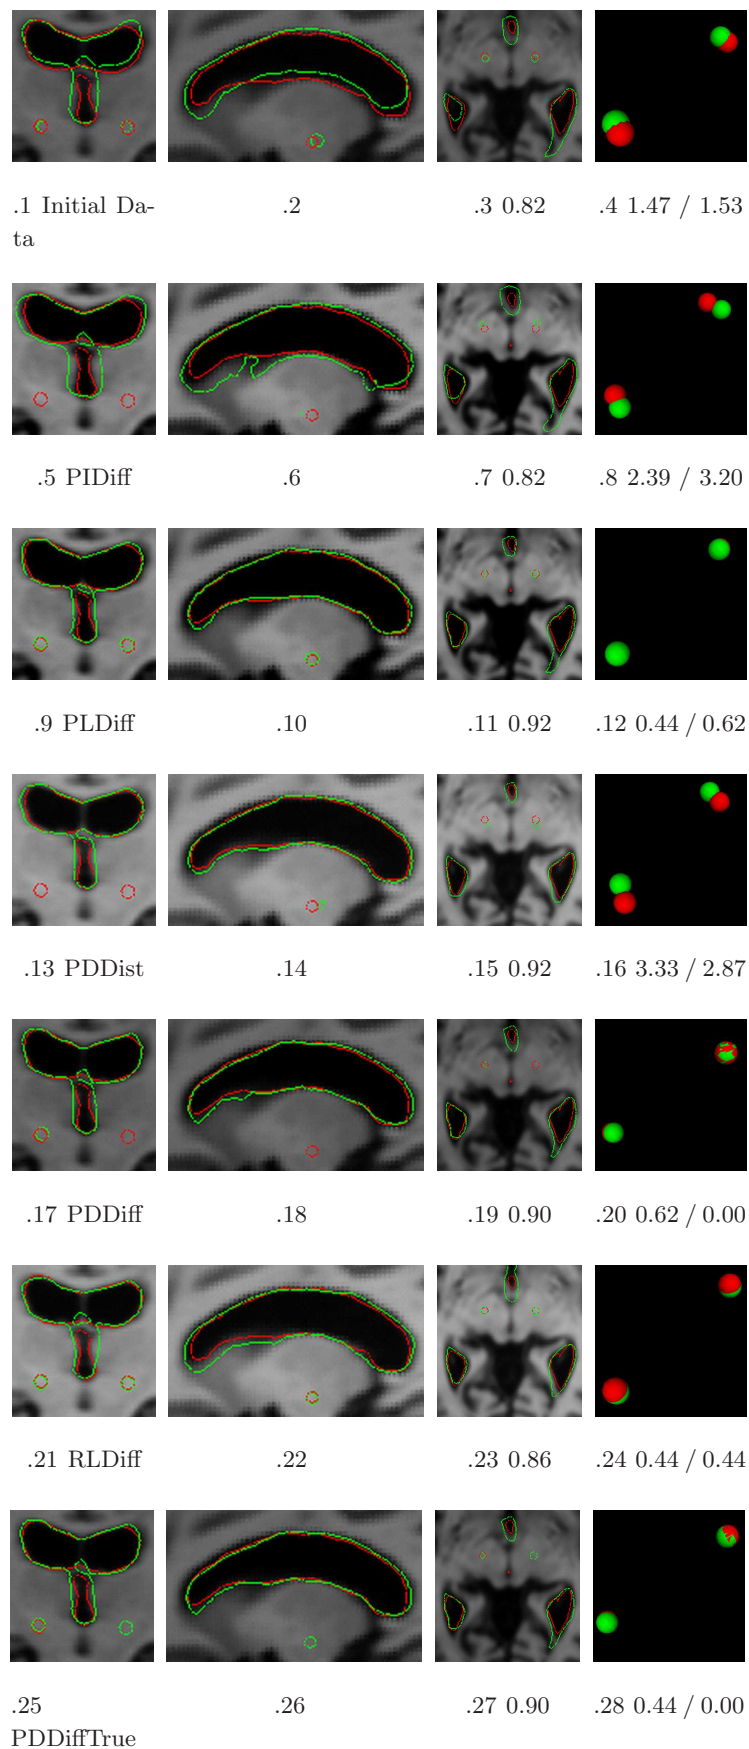 .1 Initial Da-
ta
.2
.3 0.82
.4 1.47 / 1.53
.5 PIDiff
.6
.7 0.82
.8 2.39 / 3.20
.9 PLDiff
.10
.11 0.92
.12 0.44 / 0.62
.13 PDDist
.14
.15 0.92
.16 3.33 / 2.87
.17 PDDiff
.18
.19 0.90
.20 0.62 / 0.00
.21 RLDiff
.22
.23 0.86
.24 0.44 / 0.44
.25
PDDiffTrue
.26
.27 0.90
.28 0.44 / 0.00